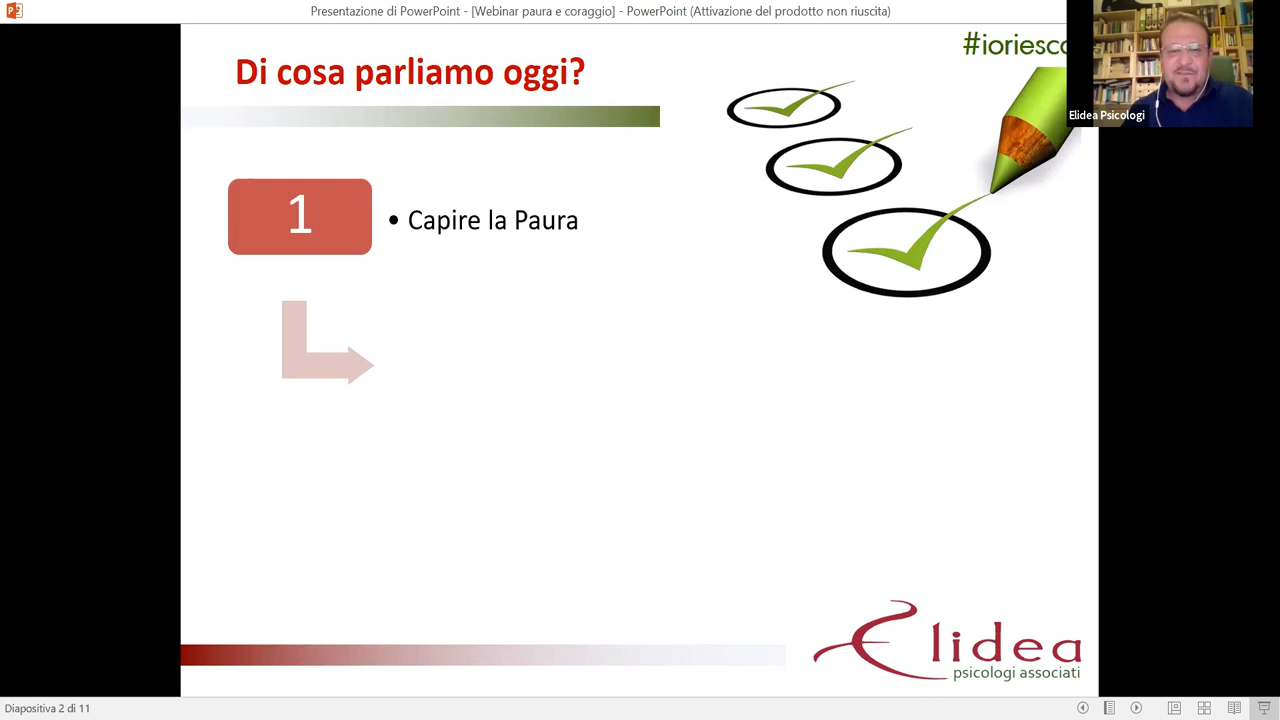 Presentazione di PowerPoint - [Webinar paura e coraggio] - PowerPoint (Attivazione del prodotto non riuscita)
#ioriesco
Di cosa parliamo oggi?
Elidea Psicologi
1
• Capire la Paura
Elidea
psicologi associati
Diapositiva 2 di 11